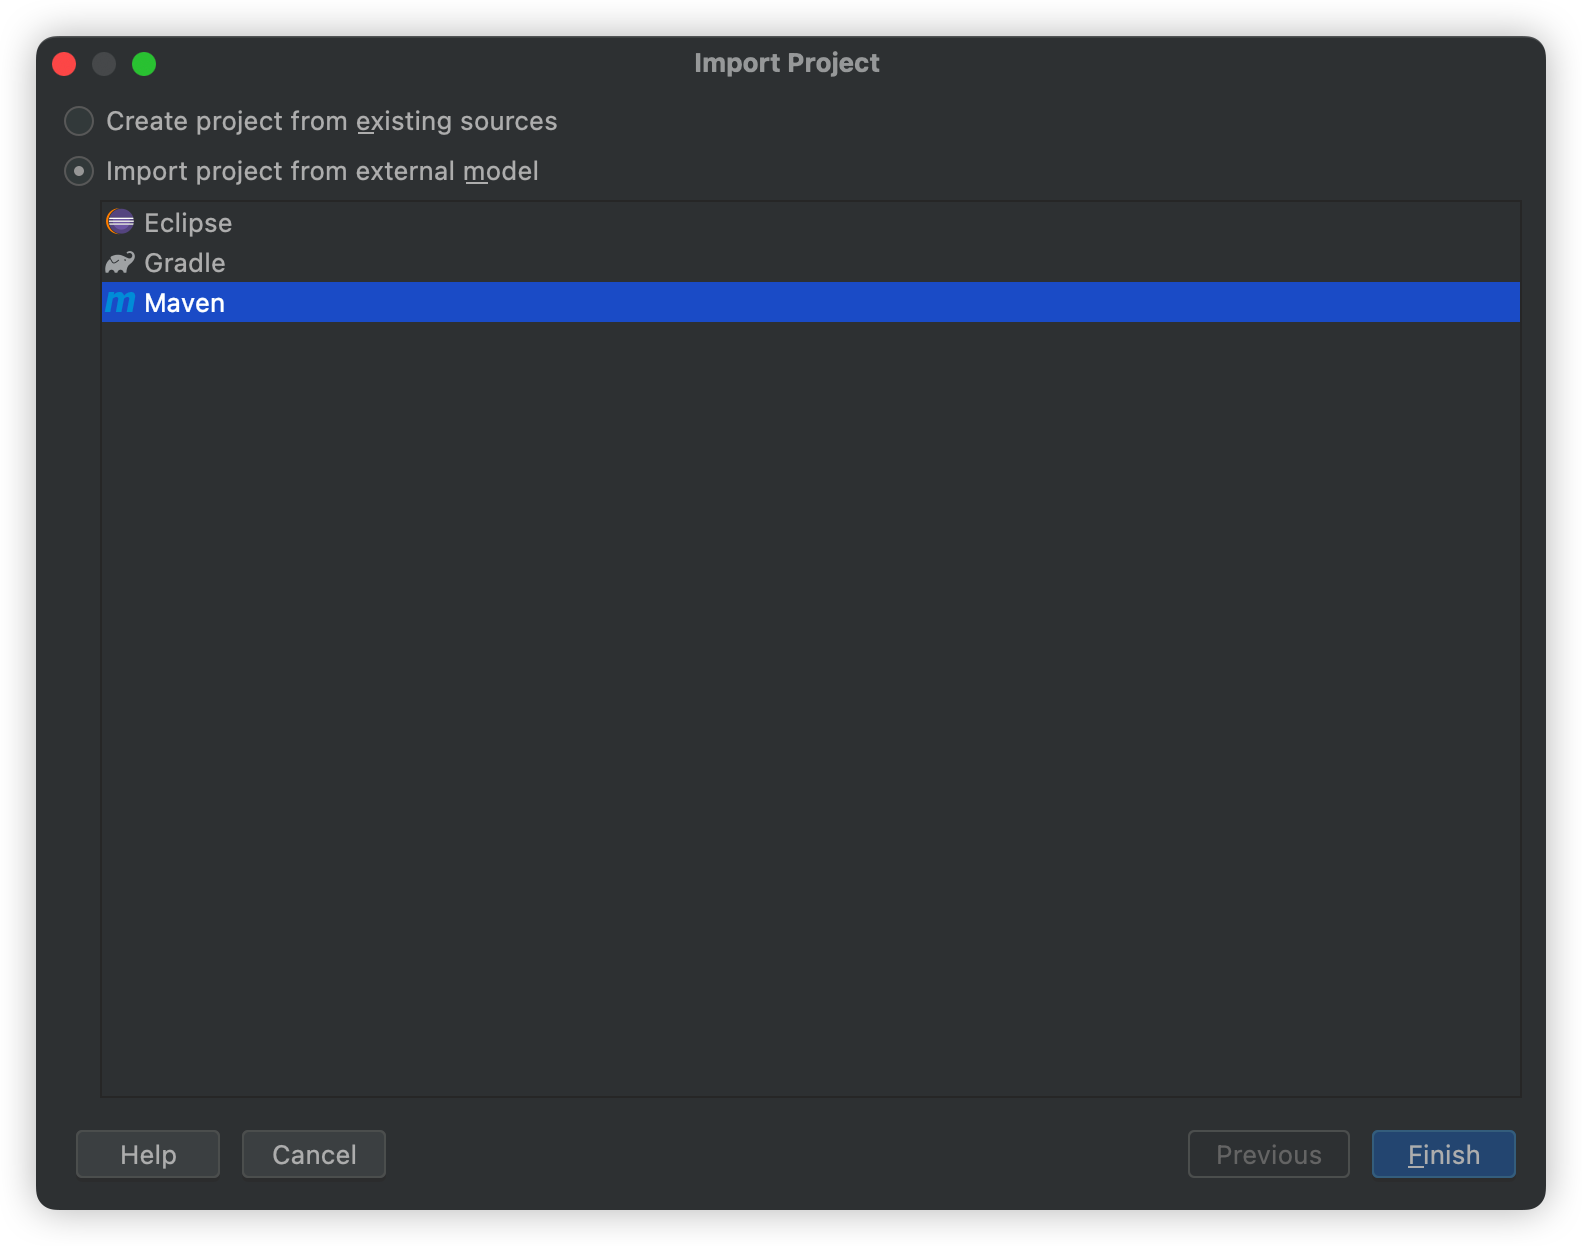 Import Project
Create project from existing sources
Import project from external model
Eclipse
Gradle
m Maven
Help Cancel Previous Finish